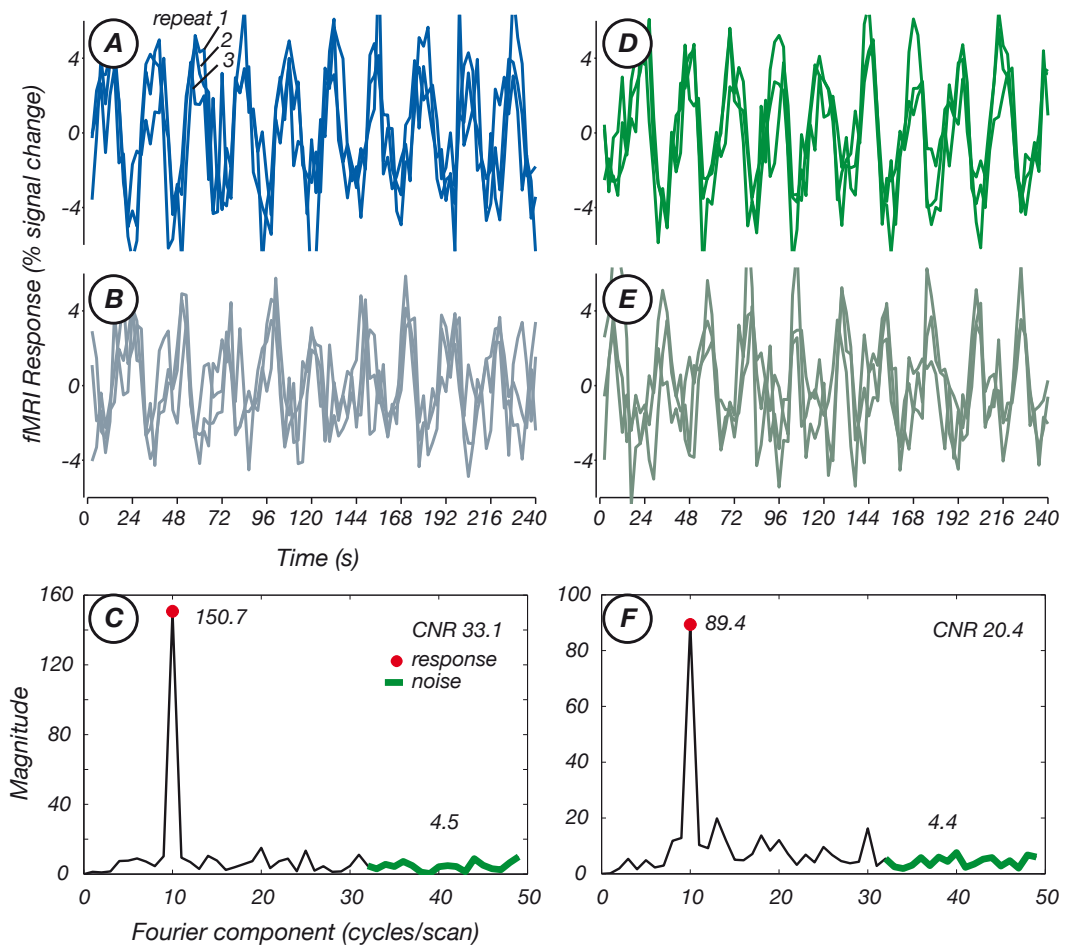 A
repeat 1
2
3
D
4
0
-4
4
0
-4
fMRI Response (% signal change)
B
E
4
0
-4
4
0
-4
0 24 48 72 96 120 144 168 192 216 240
0 24 48 72 96 120 144 168 192 216 240
Time (s)
C
150.7
CNR 33.1
response
noise
4.5
160
120
80
40
0
0 10 20 30 40 50
Magnitude
Fourier component (cycles/scan)
F
89.4
CNR 20.4
4.4
100
80
60
40
20
0
0 10 20 30 40 50